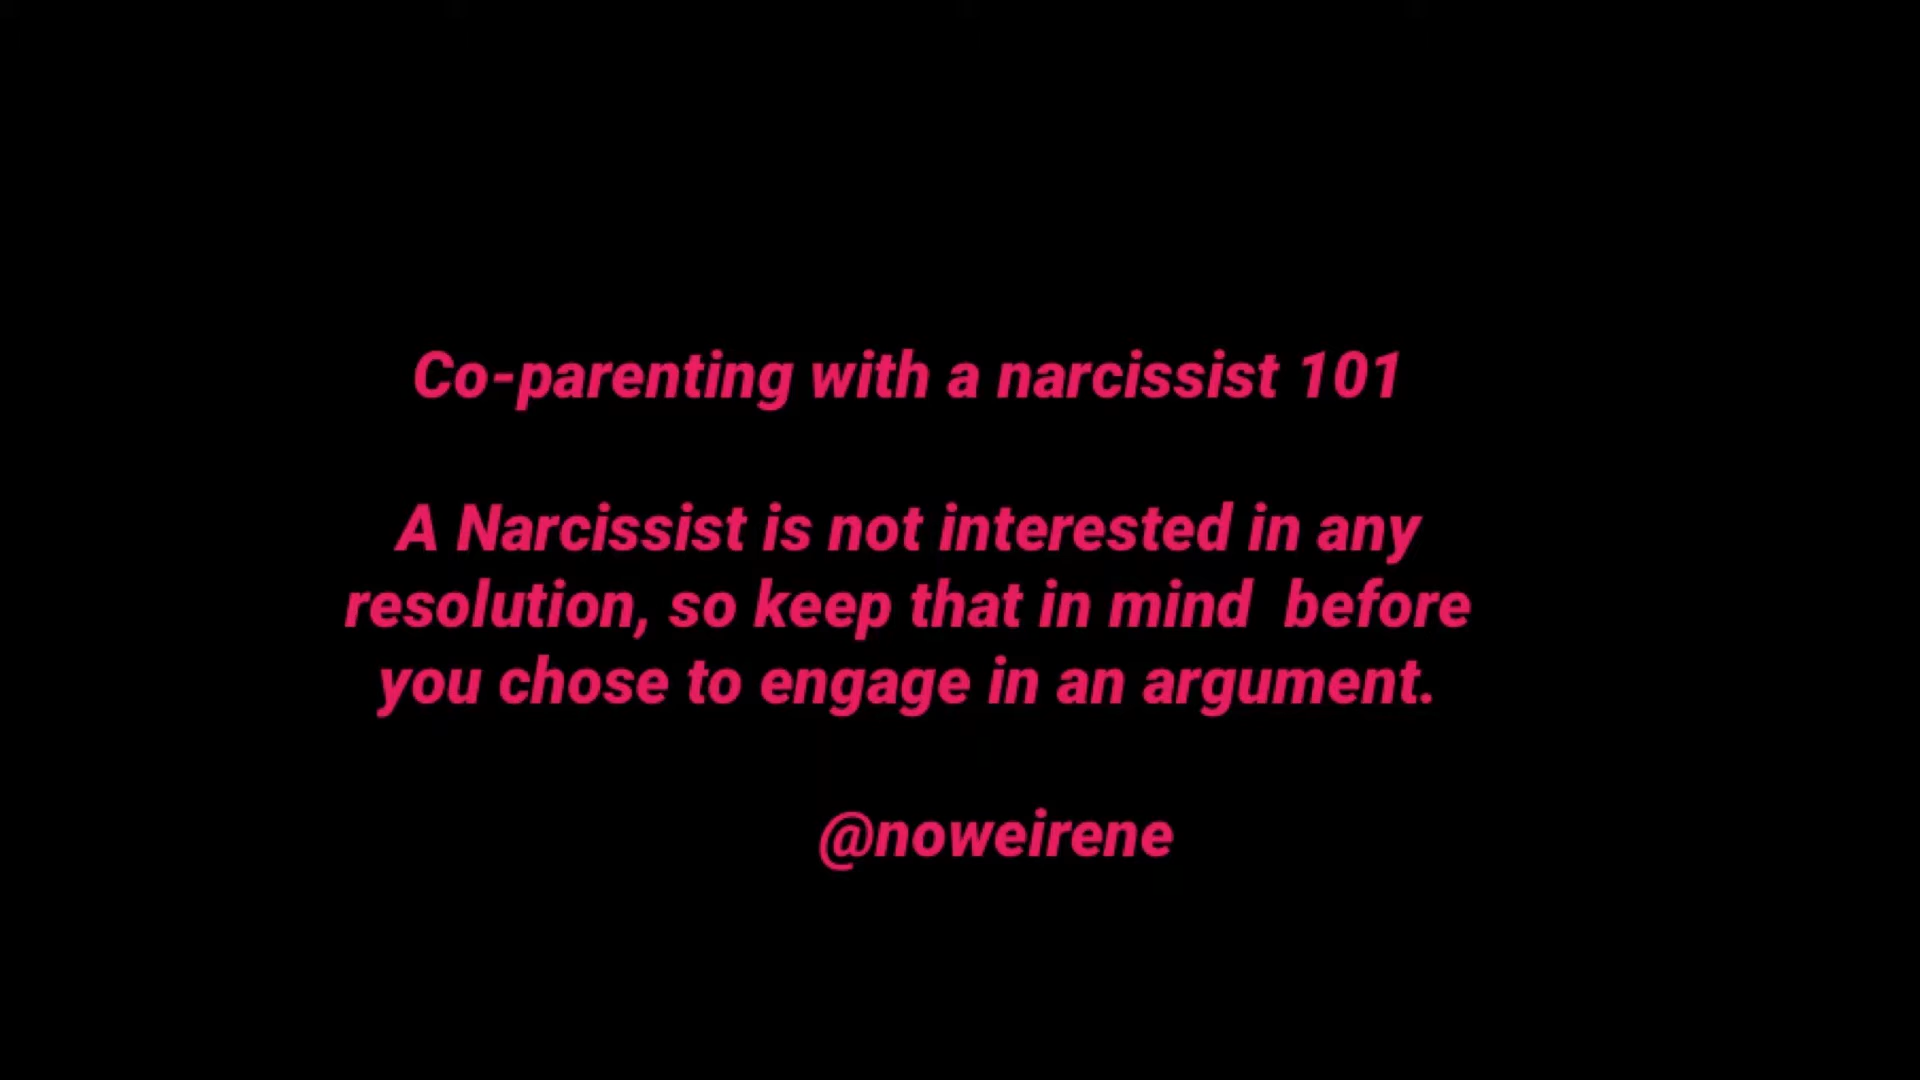 Co-parenting with a narcissist 101
A Narcissist is not interested in any
resolution, so keep that in mind  before
you chose to engage in an argument.
@noweirene